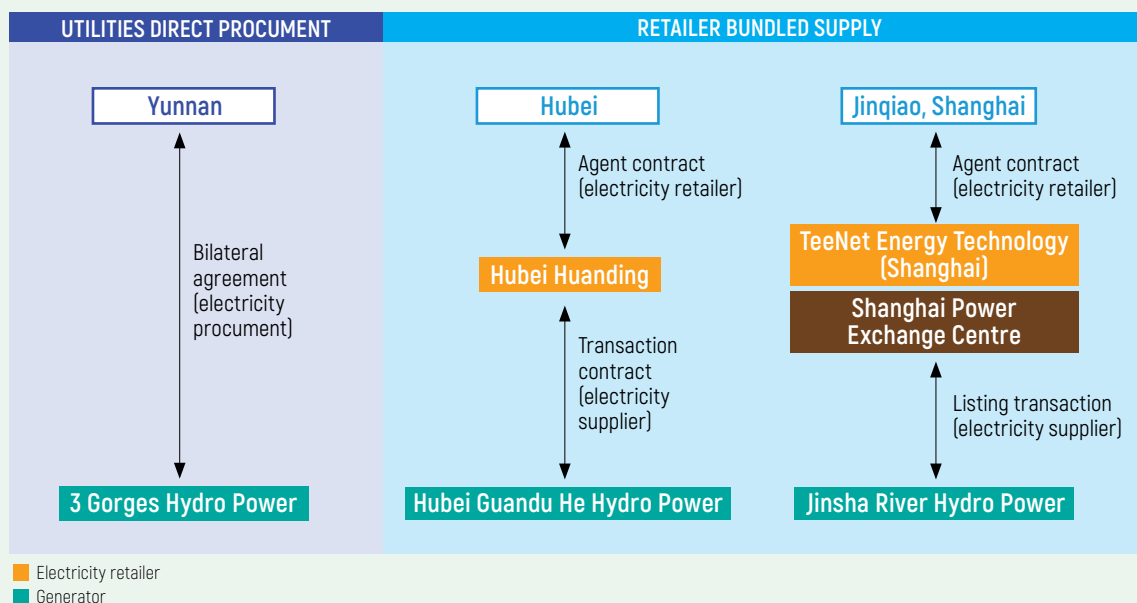 UTILITIES DIRECT PROCUMENT
RETAILER BUNDLED SUPPLY
Yunnan
Bilateral
agreement
(electricity
procument)
3 Gorges Hydro Power
Hubei
Agent contract
(electricity retailer)
Hubei Huanding
Transaction
contract
(electricity
supplier)
Hubei Guandu He Hydro Power
Jinqiao, Shanghai
Agent contract
(electricity retailer)
TeeNet Energy Technology
(Shanghai)
Shanghai Power
Exchange Centre
Listing transaction
(electricity supplier)
Jinsha River Hydro Power
Electricity retailer
Generator